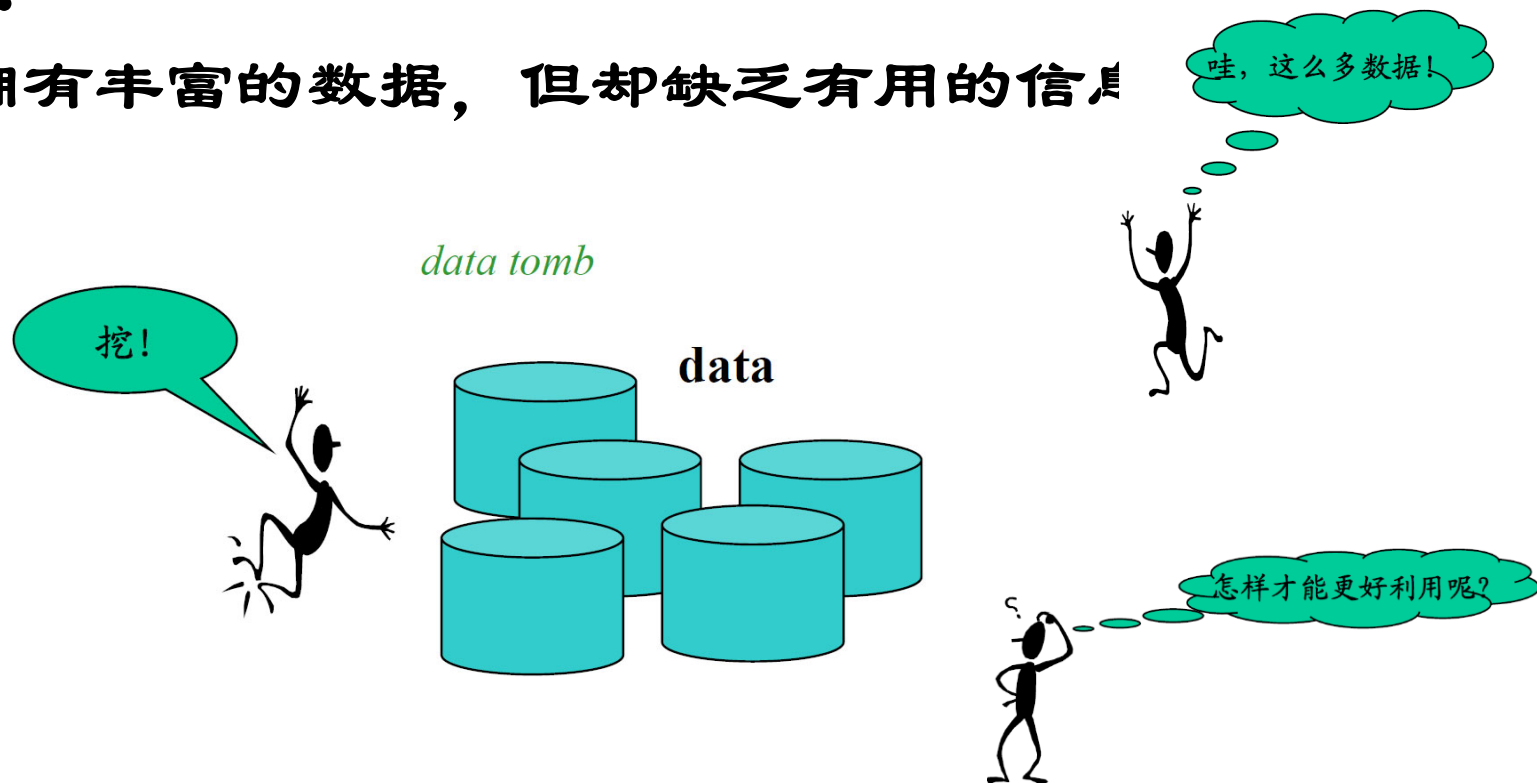 有丰富的数据，但却缺乏有用的信
哇，这么多数据！
data tomb
挖！
data
怎样才能更好利用呢?